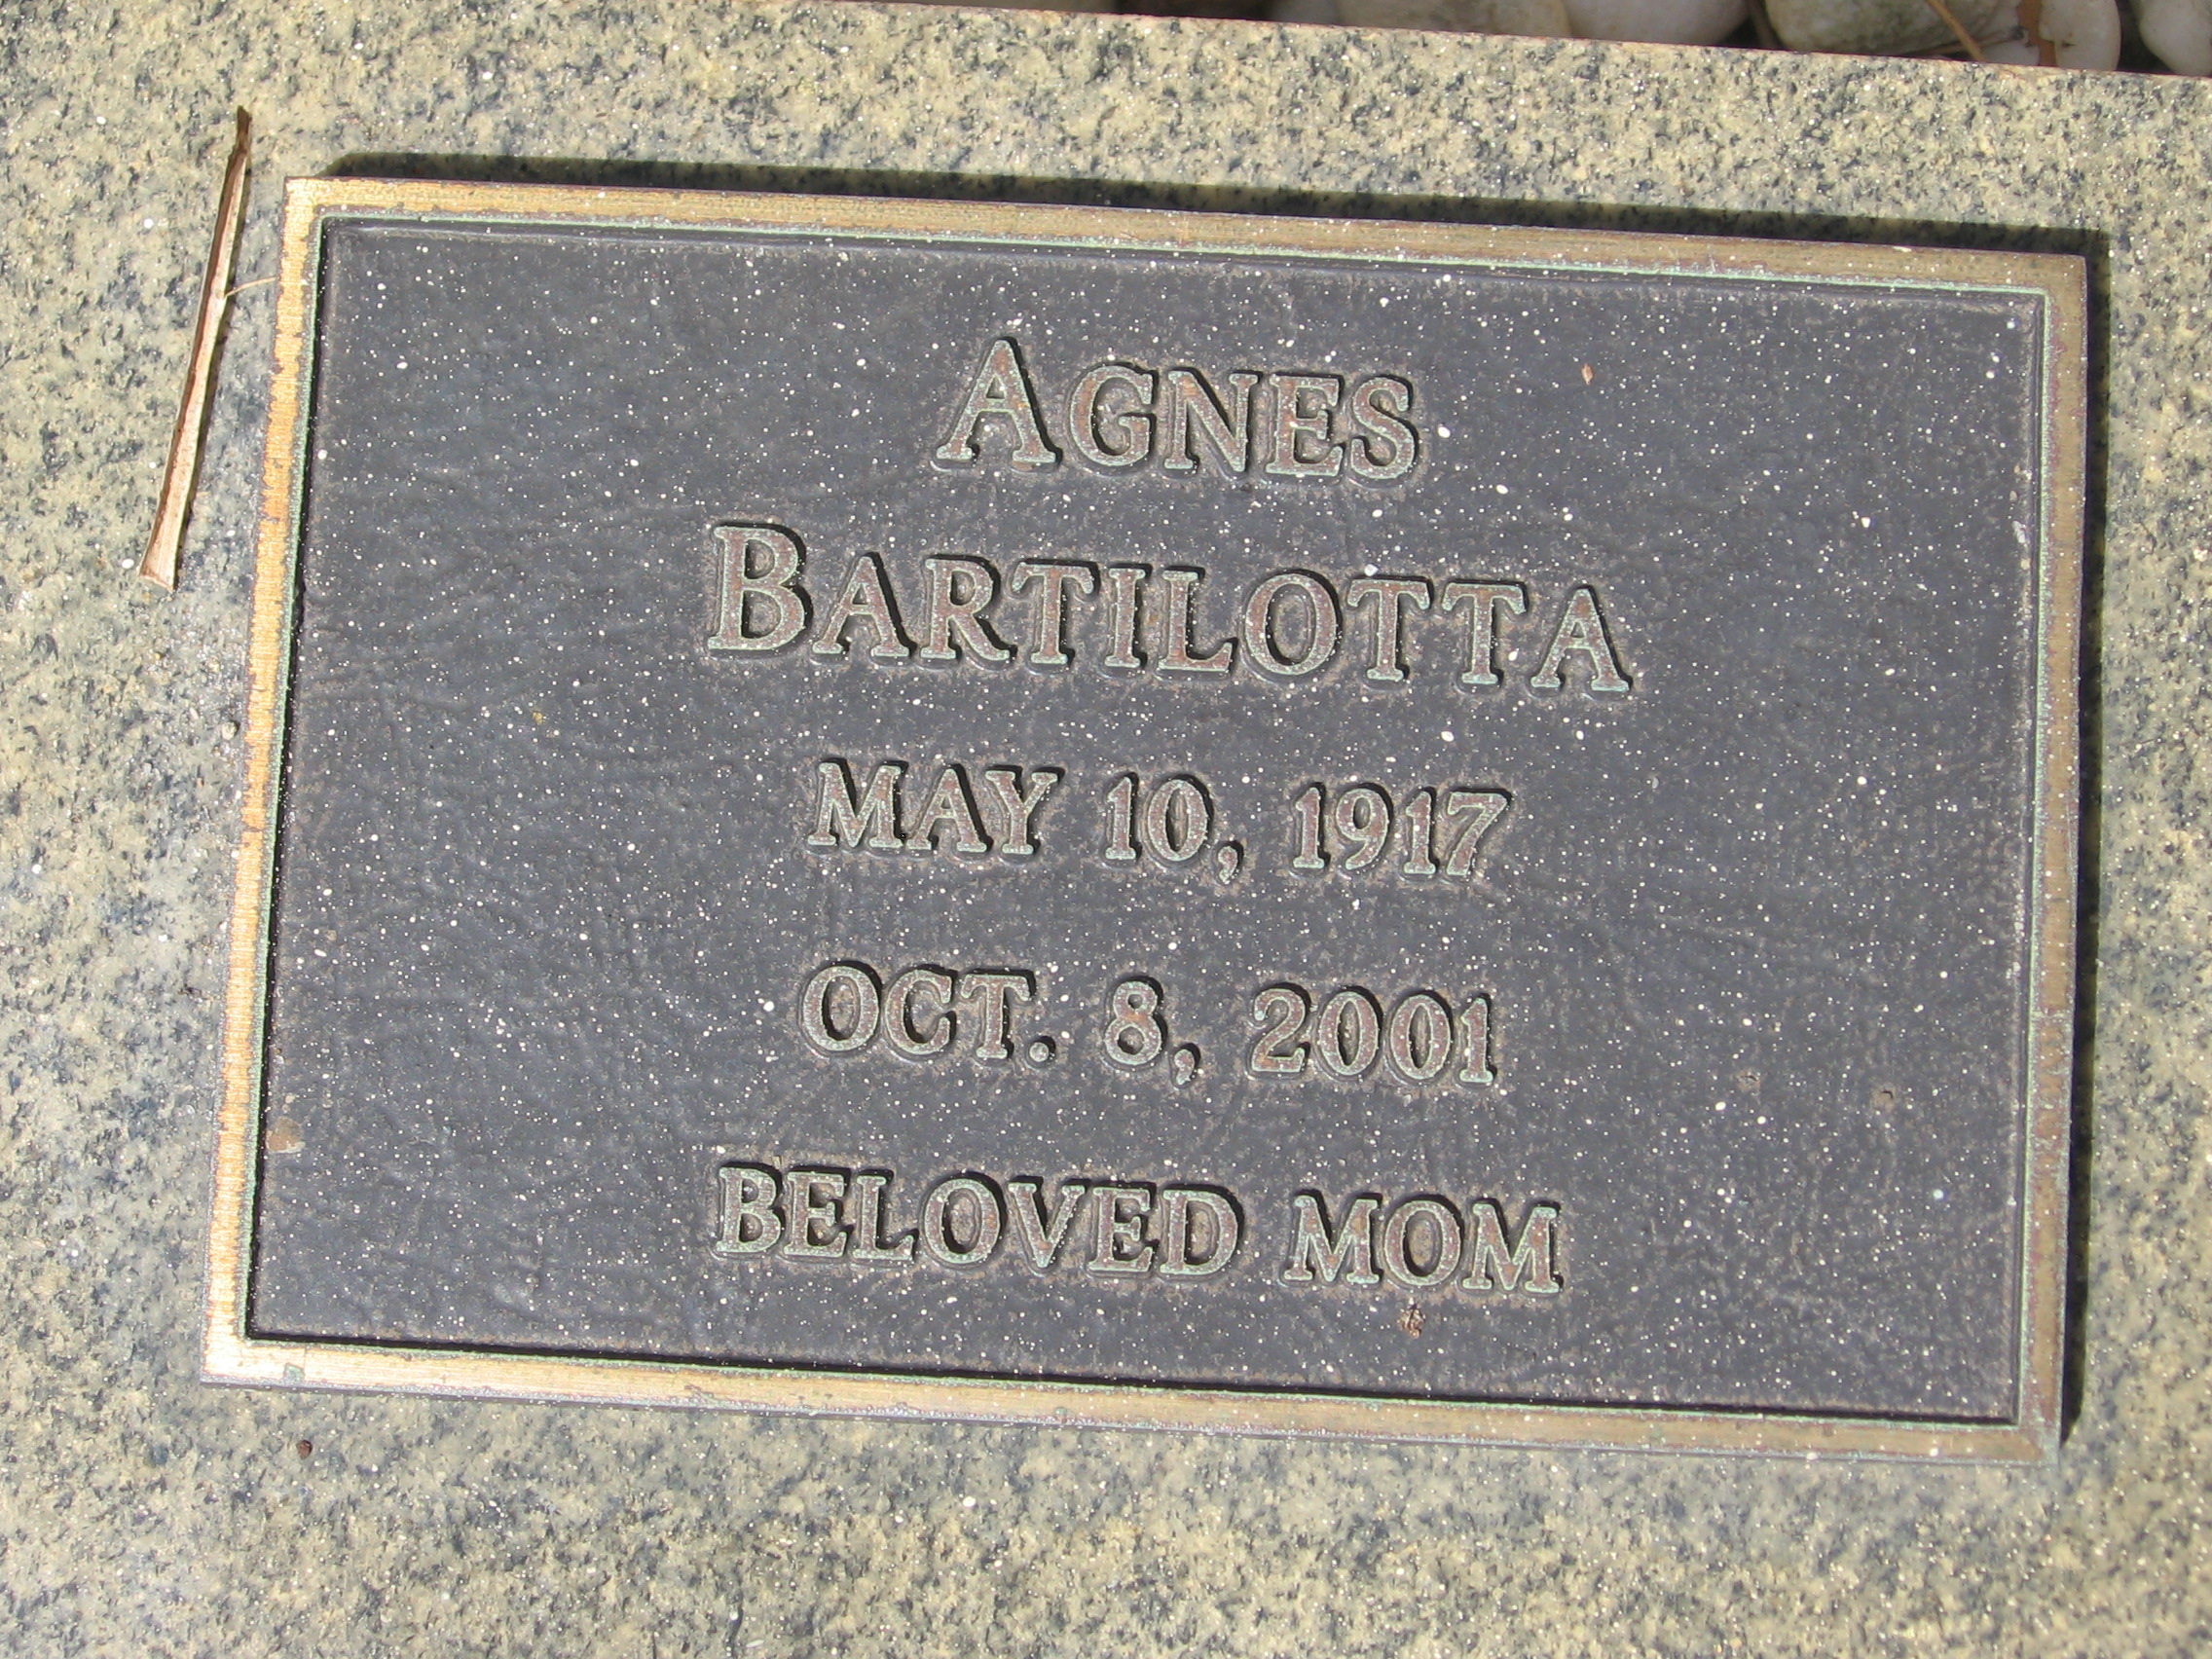 AGNES
BARTILOTTA
MAY 10, 1917
OCT. 8, 2001
BELOVED MOM